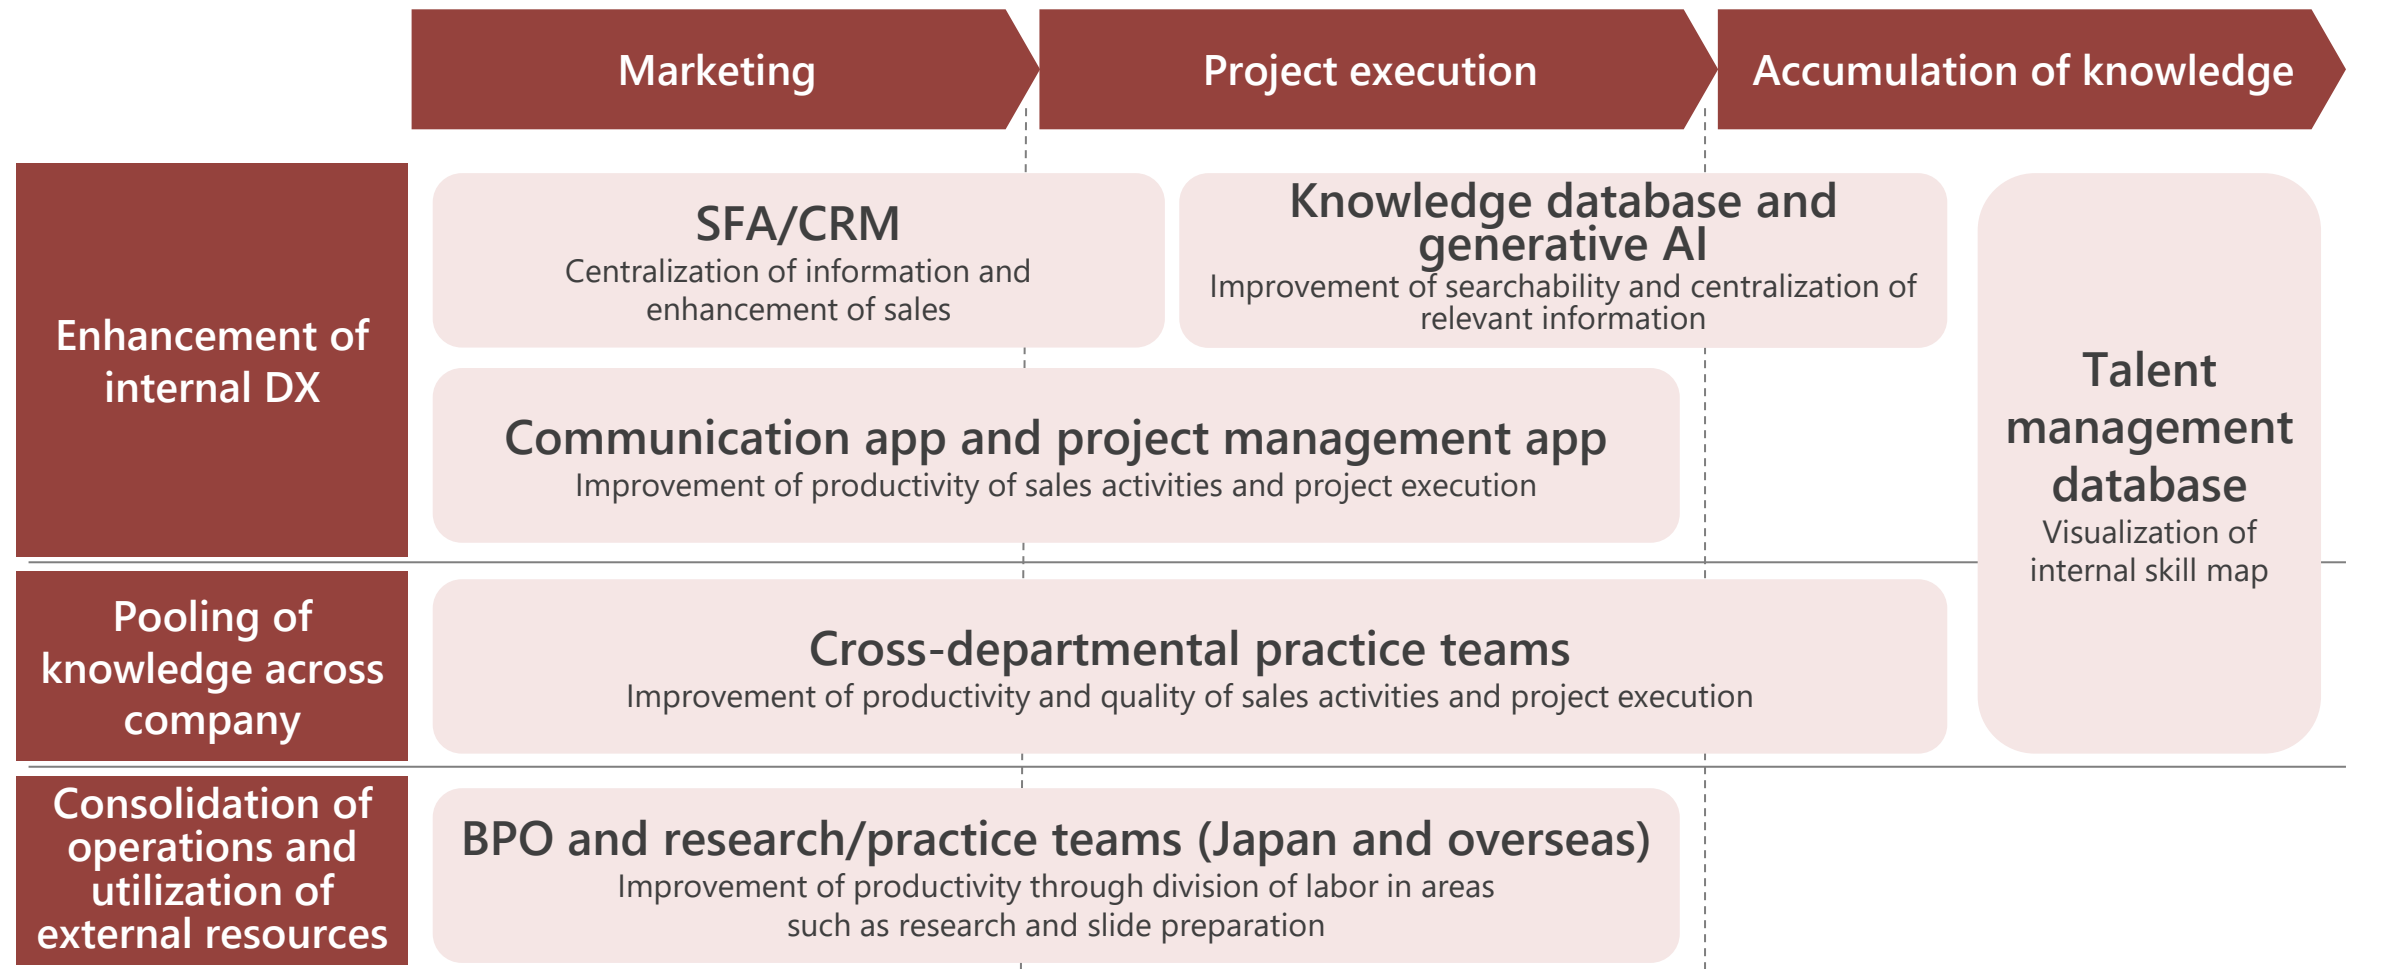 Marketing
Project execution
Accumulation of knowledge
Enhancement of
internal DX
SFA/CRM
Centralization of information and
enhancement of sales
Knowledge database and
generative AI
Improvement of searchability and centralization of
relevant information
Communication app and project management app
Improvement of productivity of sales activities and project execution
Talent
management
database
Visualization of
internal skill map
Pooling of
knowledge across
company
Cross-departmental practice teams
Improvement of productivity and quality of sales activities and project execution
Consolidation of
operations and
utilization of
external resources
BPO and research/practice teams (Japan and overseas)
Improvement of productivity through division of labor in areas
such as research and slide preparation